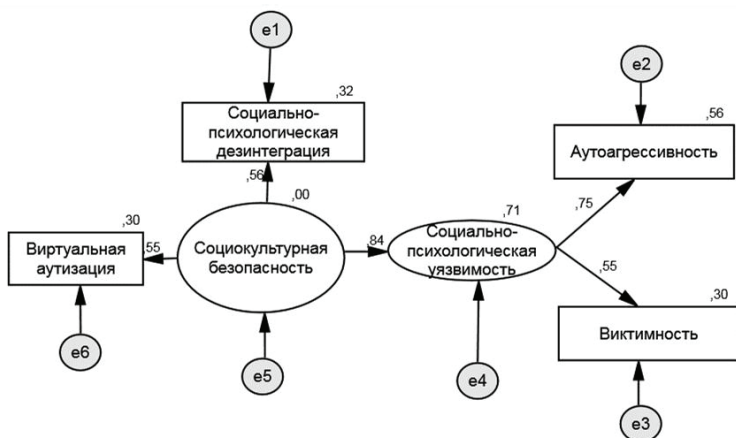 e1
e2
,32
Социально-
психологическая
дезинтеграция
,56
Аутоагрессивность
,56
,00
,30
Виртуальная
аутизация
,55
Социокультурная
безопасность
,84
,71
Социально-
психологическая
уязвимость
,75
,55
,30
Виктимность
e6
e5
e4
e3